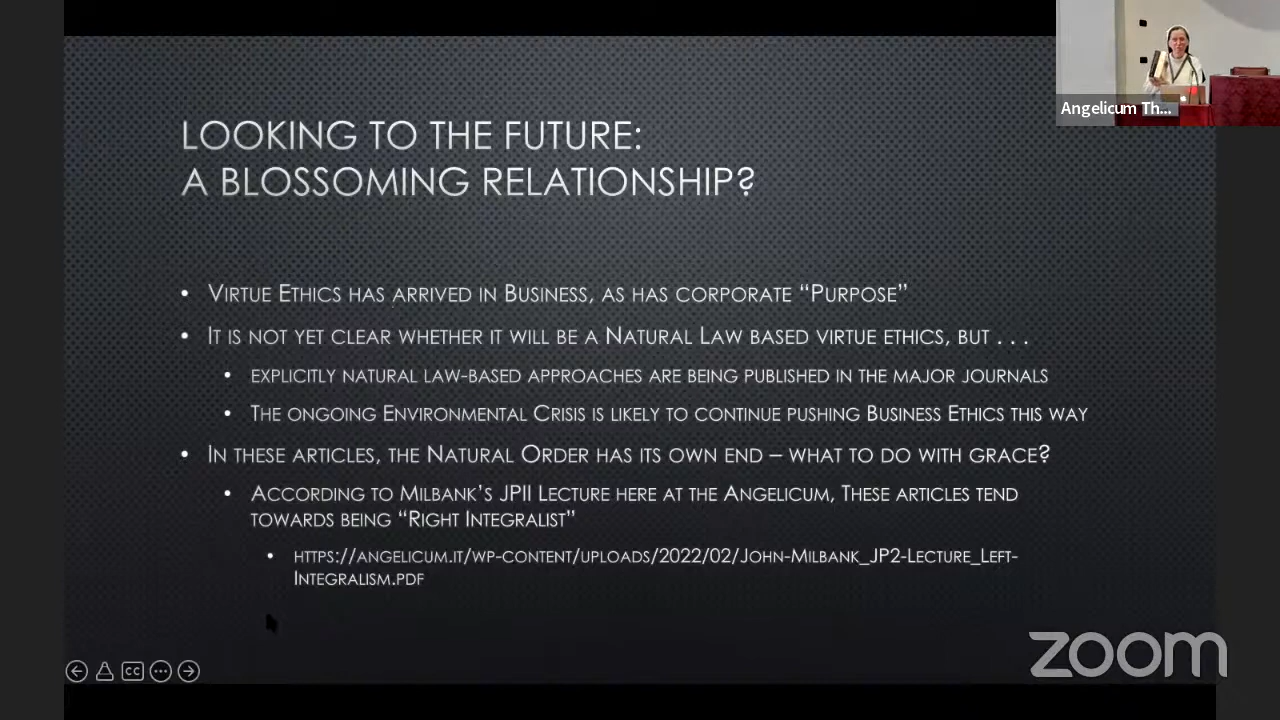 LOOKING TO THE FUTURE:
A BLOSSOMING RELATIONSHIP?
• VIRTUE ETHICS HAS ARRIVED IN BUSINESS, AS HAS CORPORATE “PURPOSE”
• IT IS NOT YET CLEAR WHETHER IT WILL BE A NATURAL LAW BASED VIRTUE ETHICS, BUT . . .
• EXPLICITLY NATURAL LAW-BASED APPROACHES ARE BEING PUBLISHED IN THE MAJOR JOURNALS
• THE ONGOING ENVIRONMENTAL CRISIS IS LIKELY TO CONTINUE PUSHING BUSINESS ETHICS THIS WAY
• IN THESE ARTICLES, THE NATURAL ORDER HAS ITS OWN END – WHAT TO DO WITH GRACE?
• ACCORDING TO MILBANK’S JPII LECTURE HERE AT THE ANGELICUM, THESE ARTICLES TEND
TOWARDS BEING “RIGHT INTEGRALIST”
• HTTPS://ANGELICUM.IT/WP-CONTENT/UPLOADS/2022/02/JOHN-MILBANK_JP2-LECTURE_LEFT-
INTEGRALISM.PDF
Angelicum Th...
CC
zoom